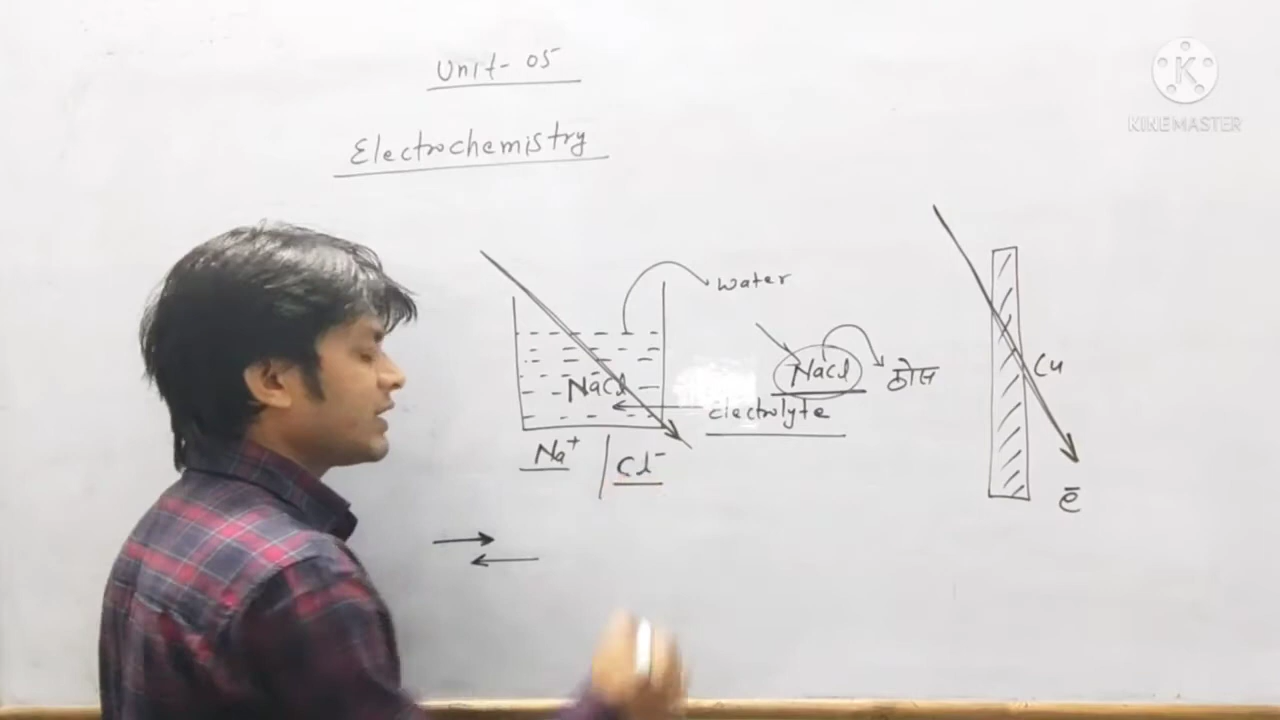 Unit-05
Electrochemistry
water
NaCl
NaCl
ठोस
electrolyte
Cu
Na⁺ / Cl⁻
e̅
K
KINEMASTER